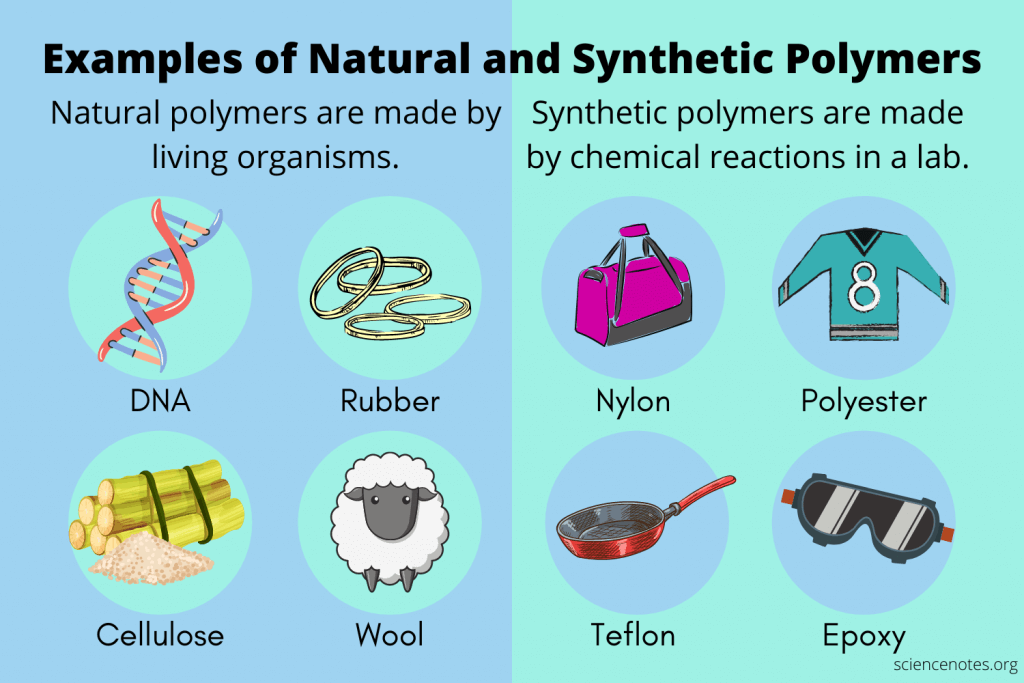 Examples of Natural and Synthetic Polymers
Natural polymers are made by
living organisms.
Synthetic polymers are made
by chemical reactions in a lab.
DNA
Rubber
Nylon
8
Polyester
Cellulose
Wool
Teflon
Epoxy
sciencenotes.org